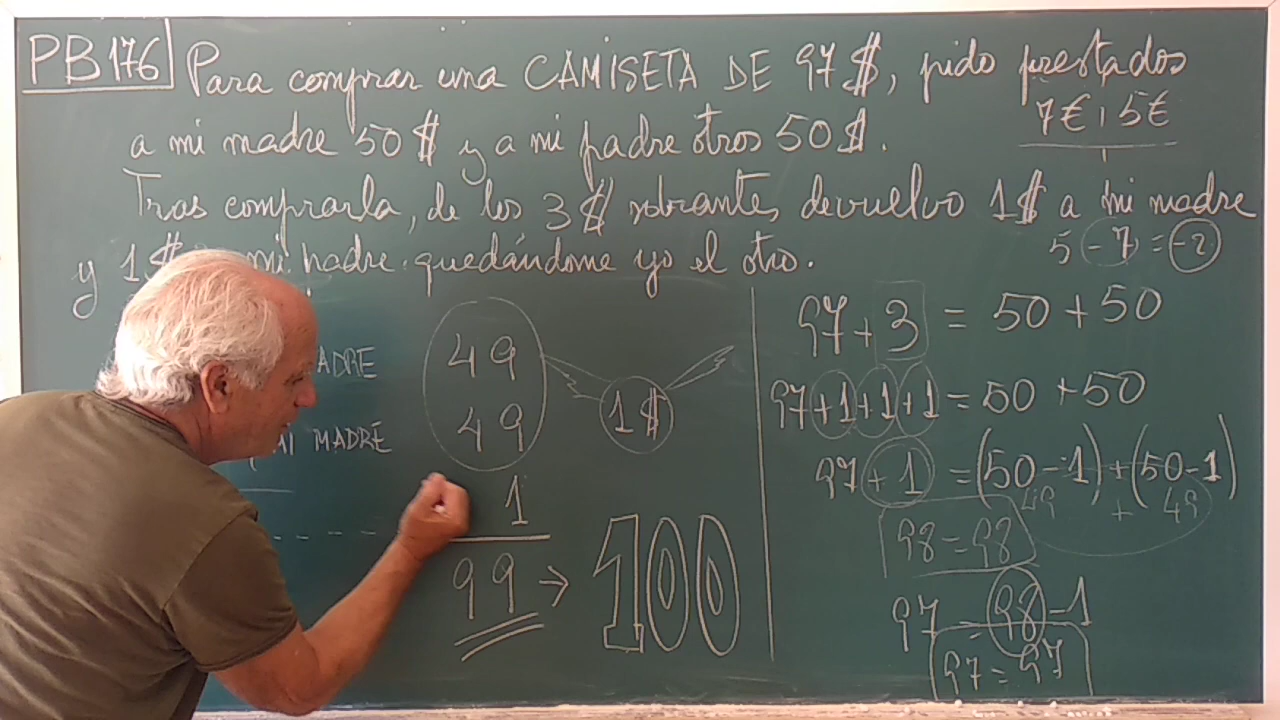 PB 176 Para comprar una CAMISETA DE 97$, pido prestados
7€ 5€
a mi madre 50$ y a mi padre otros 50$.
Tras comprarla, de los 3$ sobrantes, devuelvo 1$ a mi madre
5 - 7 = -2
y 1$ mi padre quedándome yo el otro.
ADRE 49
1$
MI MADRE 49
1
99 → 100
97 + 3 = 50 + 50
97 + 1 + 1 + 1 = 50 + 50
97 + 1 = (50 - 1) + (50 - 1)
49 + 49
98 = 98
97 = 98 - 1
97 = 97